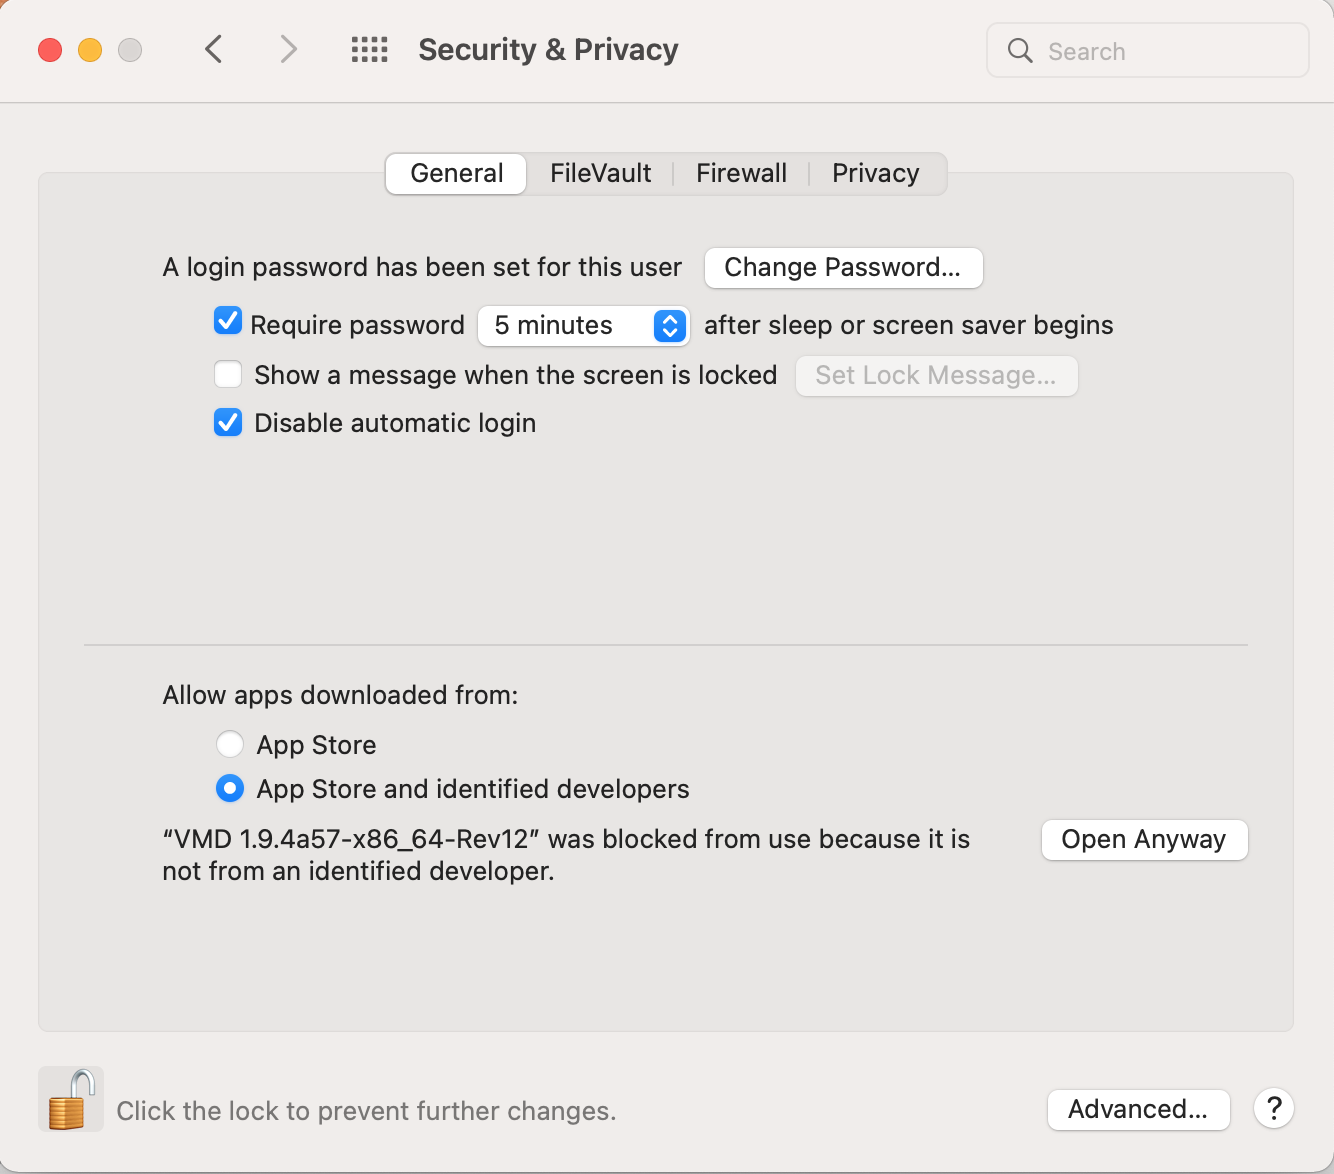 Security & Privacy
Search
General FileVault Firewall Privacy
A login password has been set for this user Change Password...
Require password 5 minutes after sleep or screen saver begins
Show a message when the screen is locked Set Lock Message...
Disable automatic login
Allow apps downloaded from:
App Store
App Store and identified developers
“VMD 1.9.4a57-x86_64-Rev12” was blocked from use because it is Open Anyway
not from an identified developer.
Click the lock to prevent further changes. Advanced... ?